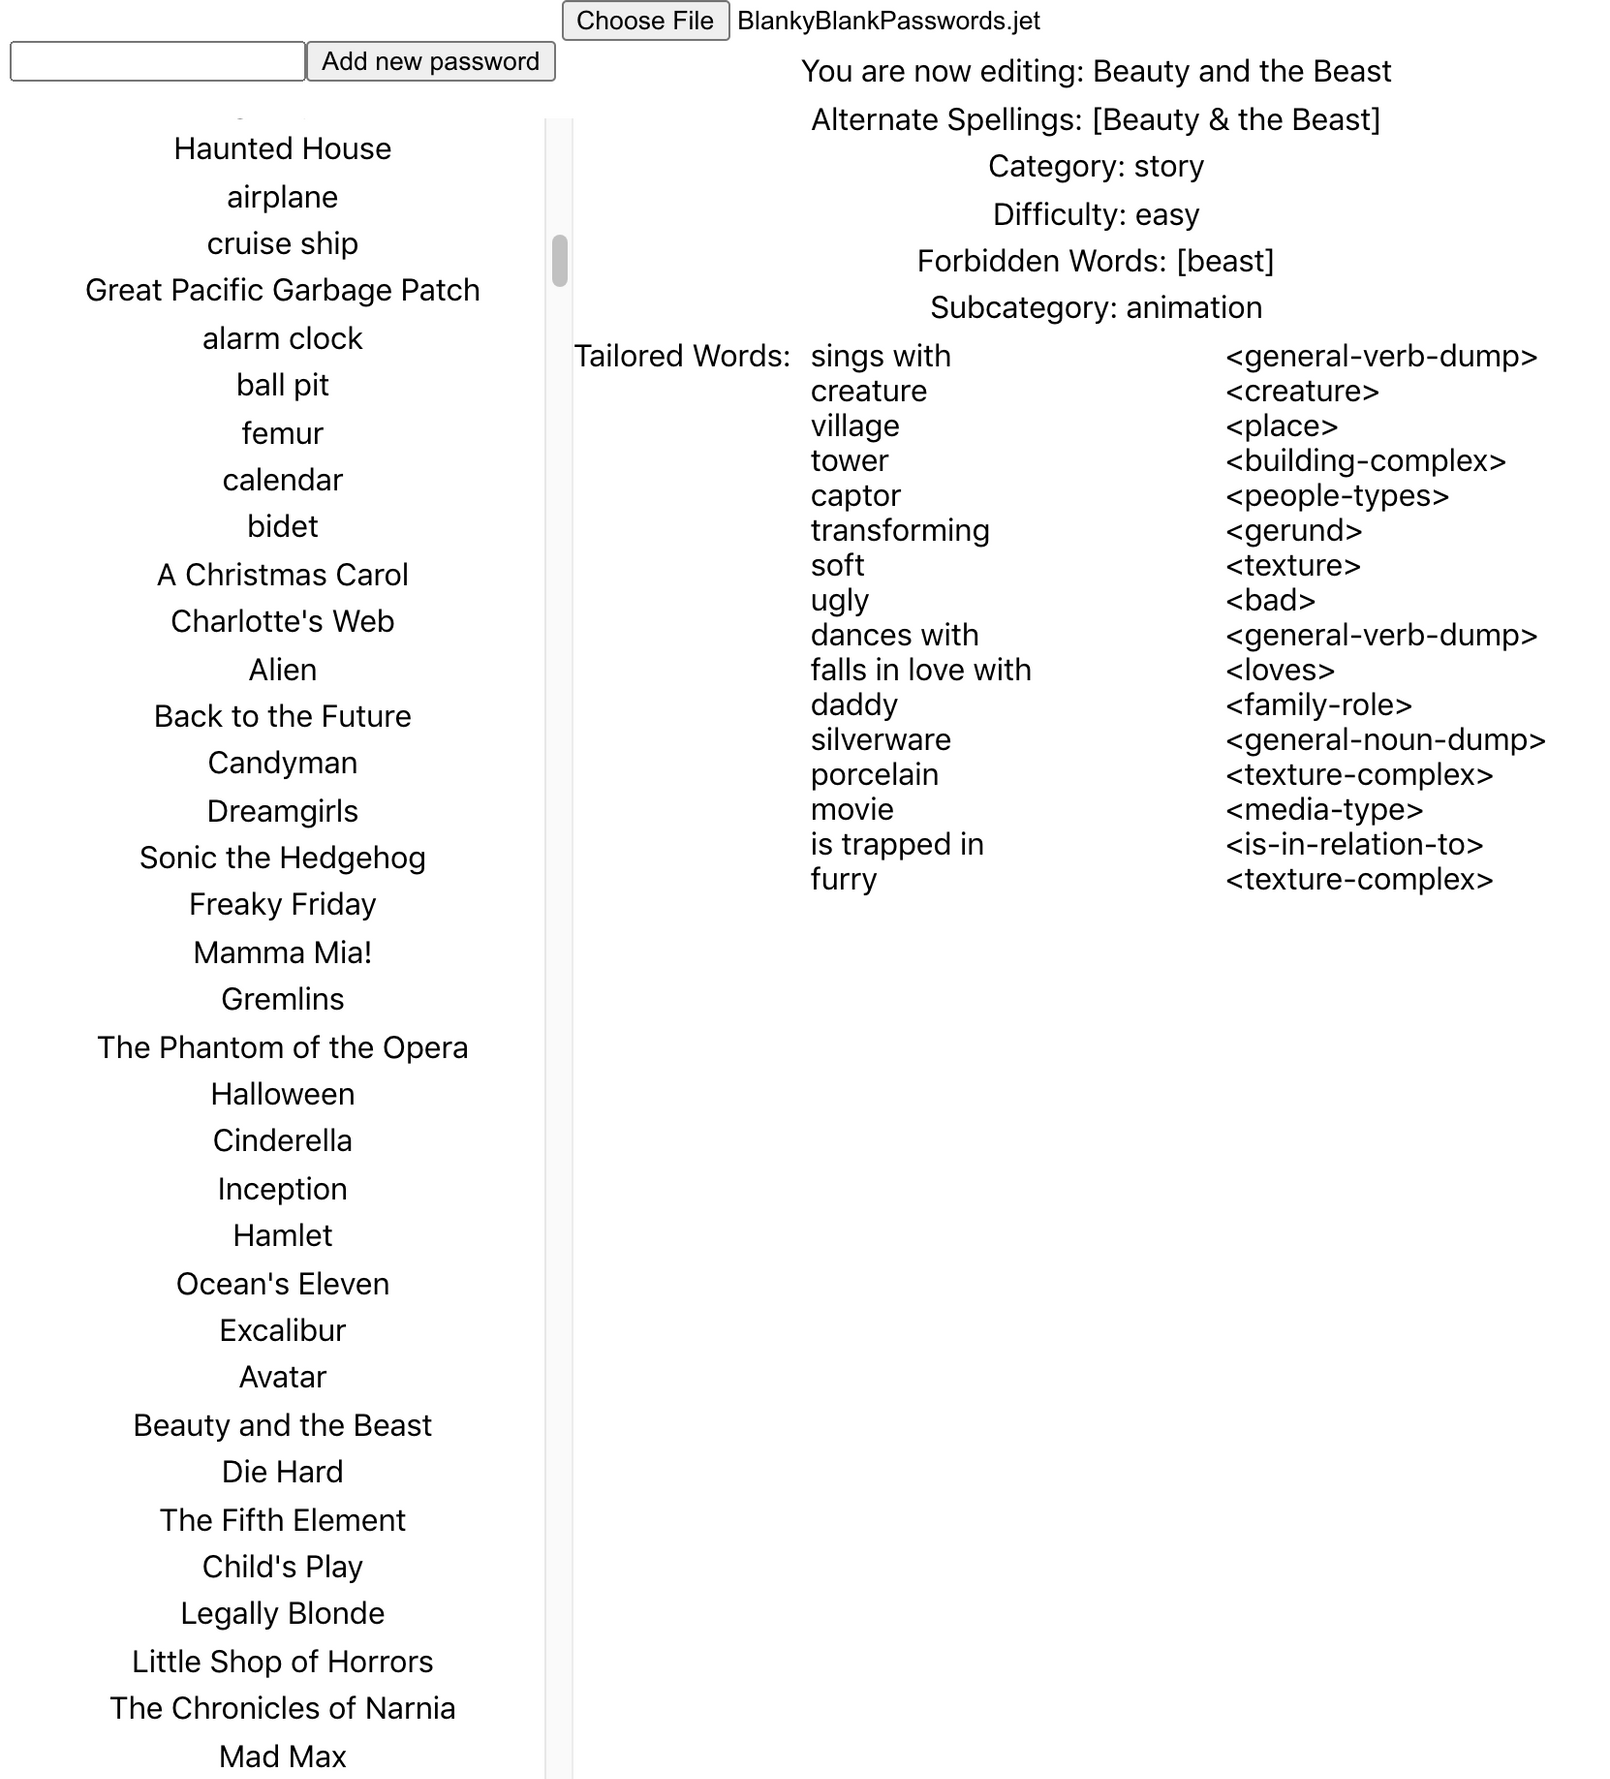 Choose File BlankyBlankPasswords.jet
Add new password
You are now editing: Beauty and the Beast
Alternate Spellings: [Beauty & the Beast]
Category: story
Difficulty: easy
Forbidden Words: [beast]
Subcategory: animation
Tailored Words: sings with <general-verb-dump>
creature <creature>
village <place>
tower <building-complex>
captor <people-types>
transforming <gerund>
soft <texture>
ugly <bad>
dances with <general-verb-dump>
falls in love with <loves>
daddy <family-role>
silverware <general-noun-dump>
porcelain <texture-complex>
movie <media-type>
is trapped in <is-in-relation-to>
furry <texture-complex>
Haunted House
airplane
cruise ship
Great Pacific Garbage Patch
alarm clock
ball pit
femur
calendar
bidet
A Christmas Carol
Charlotte's Web
Alien
Back to the Future
Candyman
Dreamgirls
Sonic the Hedgehog
Freaky Friday
Mamma Mia!
Gremlins
The Phantom of the Opera
Halloween
Cinderella
Inception
Hamlet
Ocean's Eleven
Excalibur
Avatar
Beauty and the Beast
Die Hard
The Fifth Element
Child's Play
Legally Blonde
Little Shop of Horrors
The Chronicles of Narnia
Mad Max